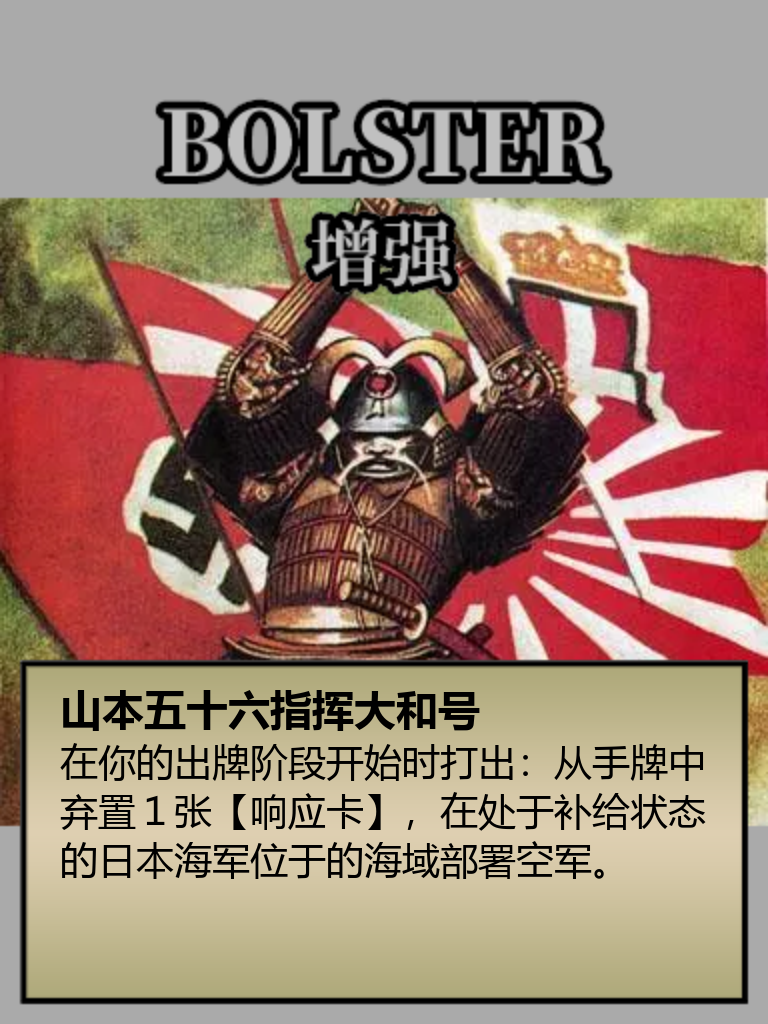 BOLSTER
增强
山本五十六指挥大和号
在你的出牌阶段开始时打出：从手牌中
弃置１张【响应卡】，在处于补给状态
的日本海军位于的海域部署空军。